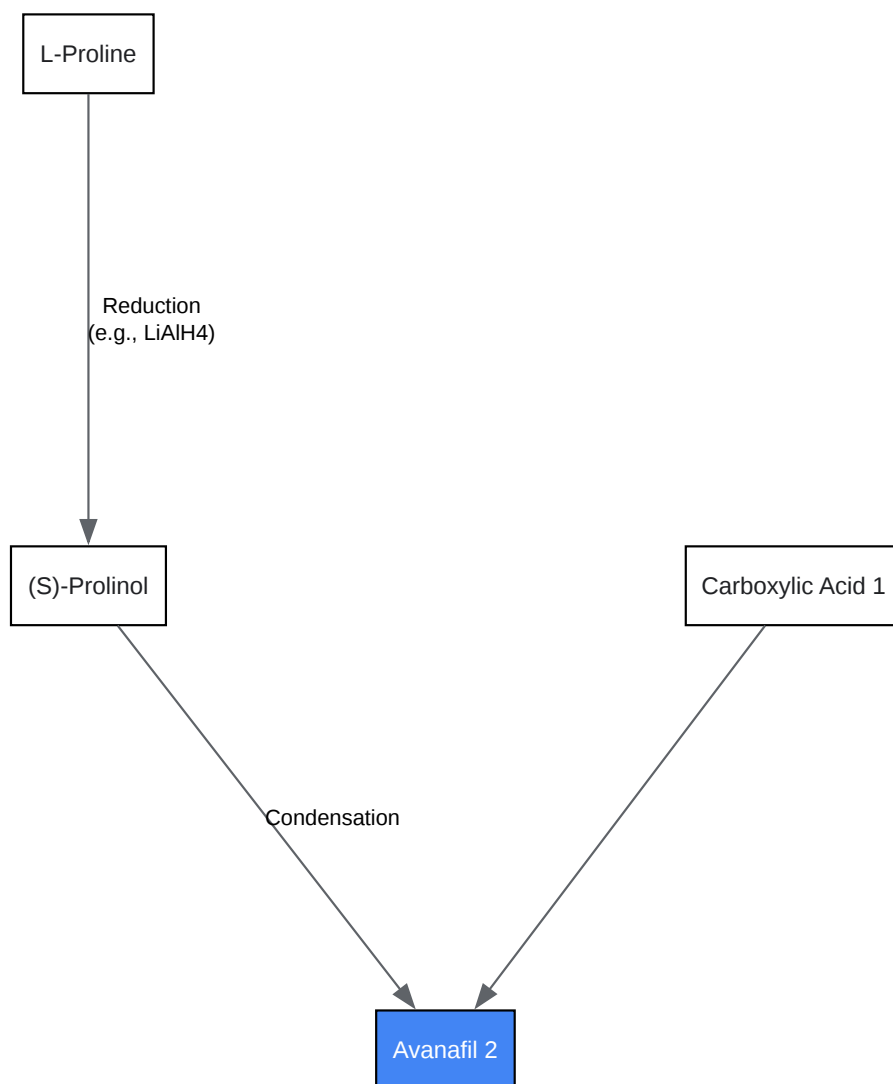 L-Proline
Reduction
(e.g., LiAlH4)
(S)-Prolinol
Carboxylic Acid 1
Condensation
Avanafil 2